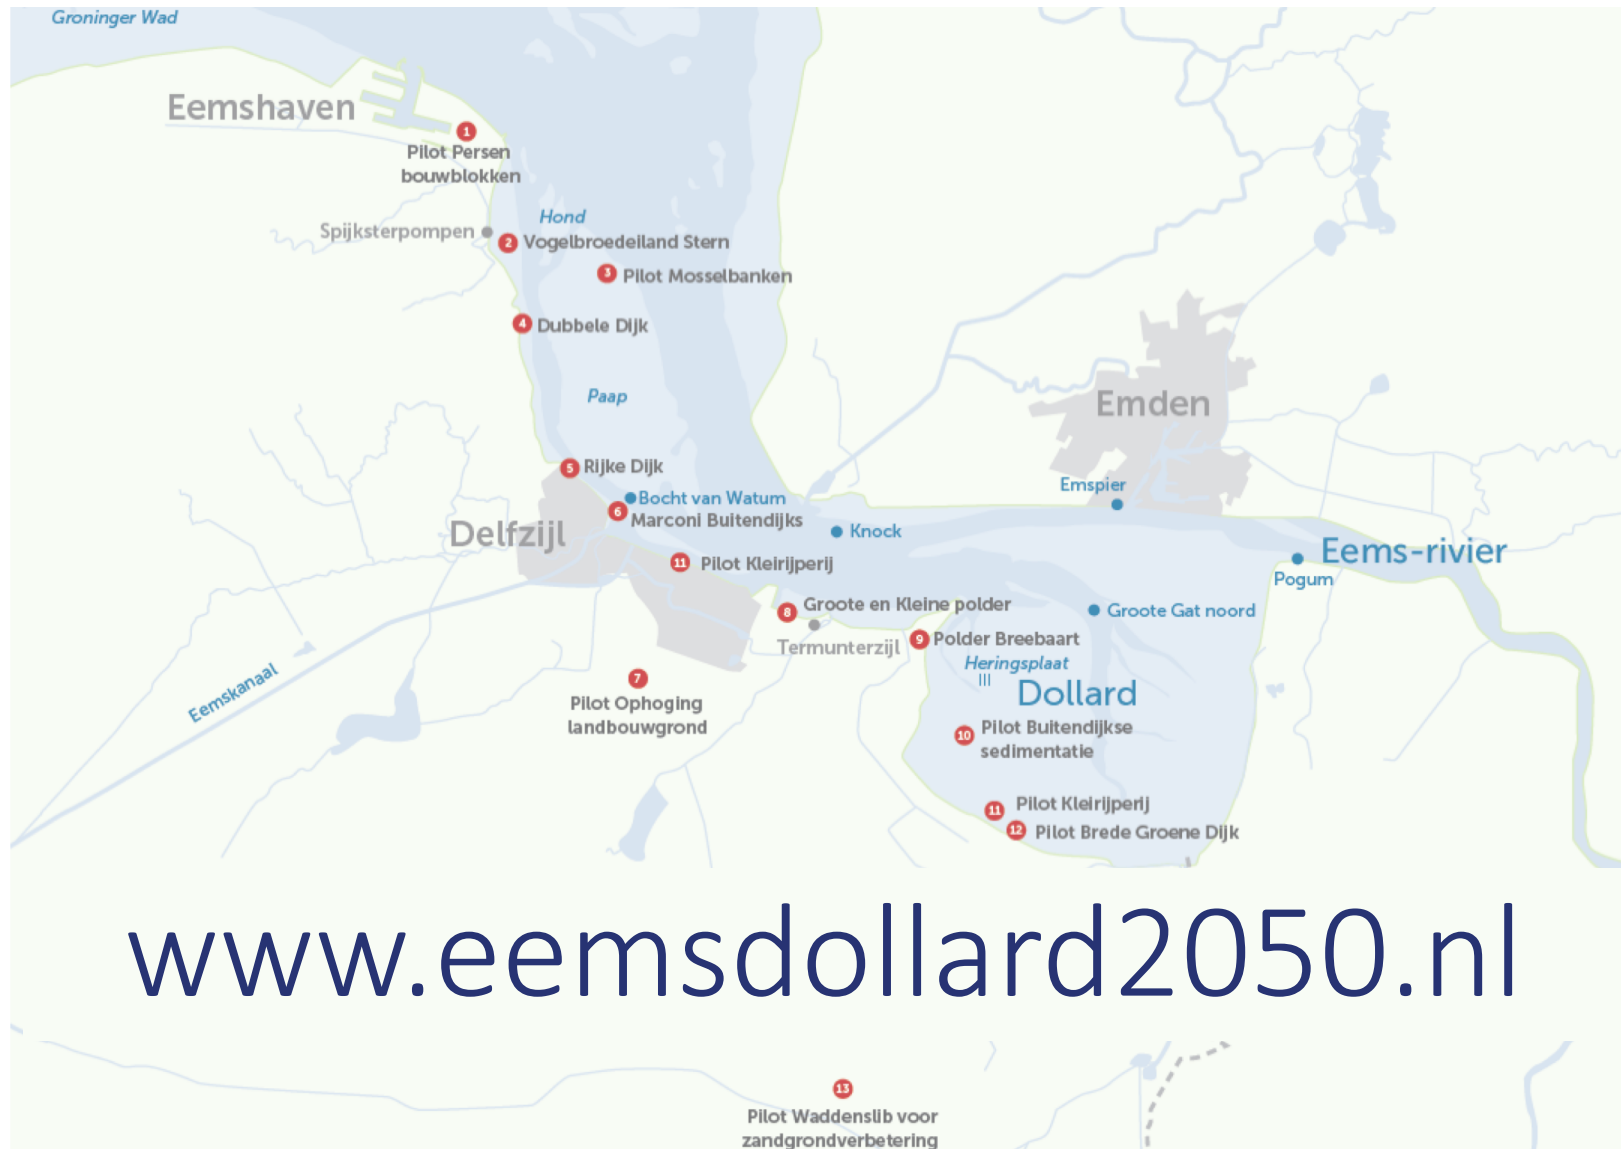 Groninger Wad
Eemshaven
1
Pilot Persen
bouwblokken
Hond
Spijksterpompen
2 Vogelbroedeiland Stern
3 Pilot Mosselbanken
4 Dubbele Dijk
Paap
Emden
5 Rijke Dijk
Emspier
Bocht van Watum
6 Marconi Buitendijks
Delfzijl
Knock
Eems-rivier
11 Pilot Kleirijperij
Pogum
8 Groote en Kleine polder
Groote Gat noord
Termunterzijl
9 Polder Breebaart
Heringsplaat
III
Dollard
Eemskanaal
7
Pilot Ophoging
landbouwgrond
10 Pilot Buitendijkse
sedimentatie
11 Pilot Kleirijperij
12 Pilot Brede Groene Dijk
www.eemsdollard2050.nl
13
Pilot Waddenslib voor
zandgrondverbetering